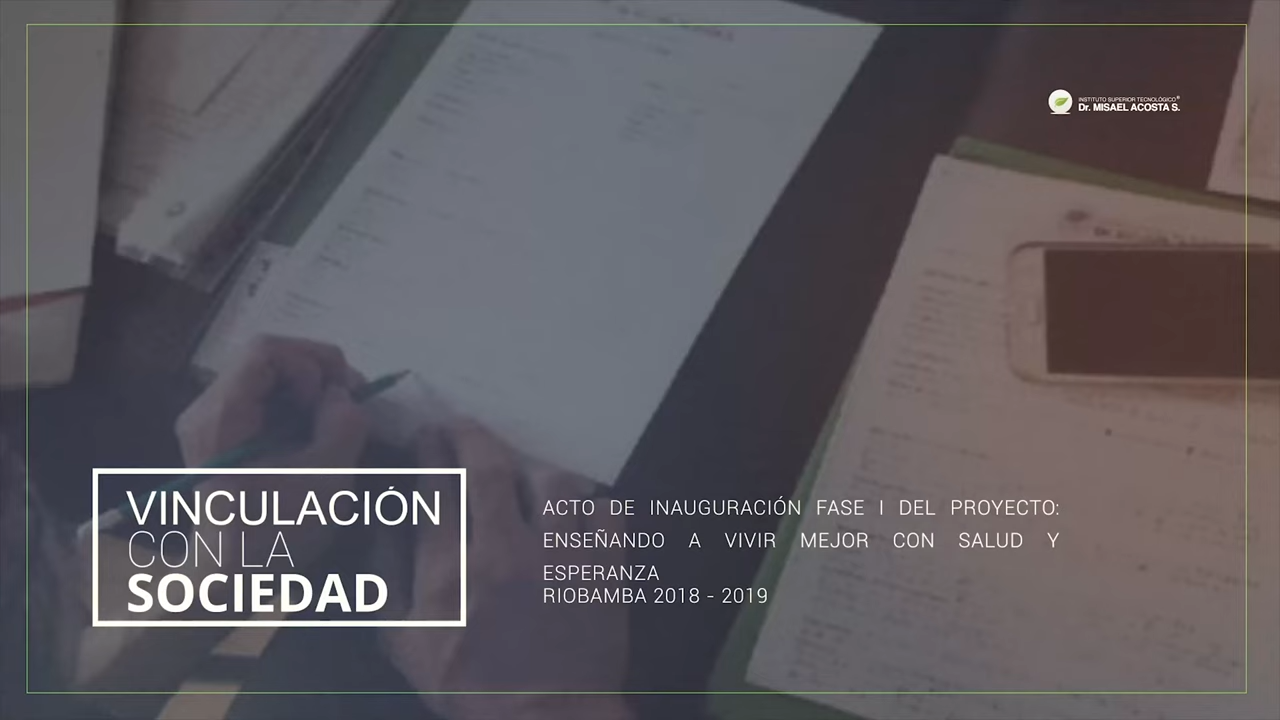 INSTITUTO SUPERIOR TECNOLÓGICO®
Dr. MISAEL ACOSTA S.
VINCULACIÓN
CON LA
SOCIEDAD
ACTO DE INAUGURACIÓN FASE I DEL PROYECTO:
ENSEÑANDO A VIVIR MEJOR CON SALUD Y
ESPERANZA
RIOBAMBA 2018 - 2019